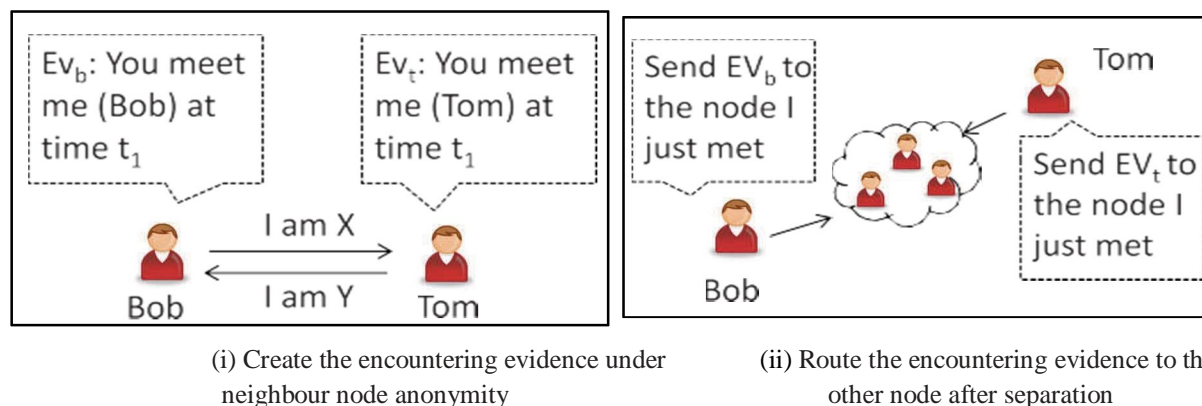 Ev_b: You meet
me (Bob) at
time t_1
Ev_t: You meet
me (Tom) at
time t_1
I am X
I am Y
Bob
Tom
Send EV_b to
the node I
just met
Tom
Send EV_t to
the node I
just met
Bob
(i) Create the encountering evidence under
neighbour node anonymity
(ii) Route the encountering evidence to th
other node after separation